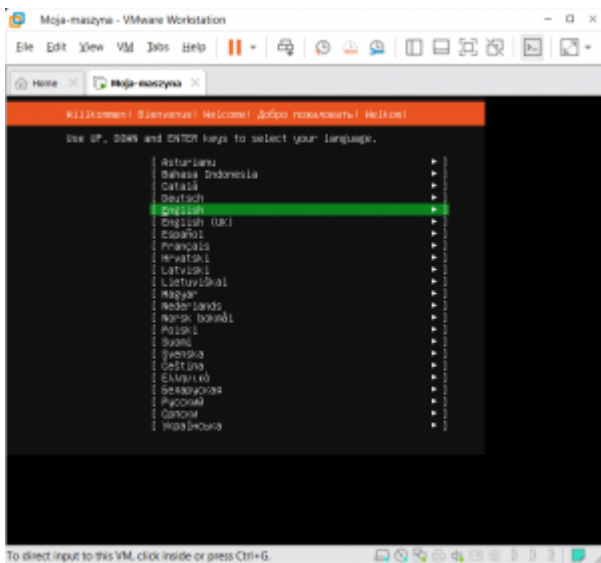 Moja-maszyna - VMware Workstation
File Edit View VM Tabs Help
Home
Moja-maszyna
Willkommen! Bienvenue! Welcome! Добро пожаловать! Welkom!
Use UP, DOWN and ENTER keys to select your language.
[ Asturianu ► ]
[ Bahasa Indonesia ► ]
[ Català ► ]
[ Deutsch ► ]
[ English ► ]
[ English (UK) ► ]
[ Español ► ]
[ Français ► ]
[ Hrvatski ► ]
[ Latviski ► ]
[ Lietuviškai ► ]
[ Magyar ► ]
[ Nederlands ► ]
[ Norsk bokmål ► ]
[ Polski ► ]
[ Suomi ► ]
[ Svenska ► ]
[ Čeština ► ]
[ Ελληνικά ► ]
[ Беларуская ► ]
[ Русский ► ]
[ Српски ► ]
[ Українська ► ]
To direct input to this VM, click inside or press Ctrl+G.